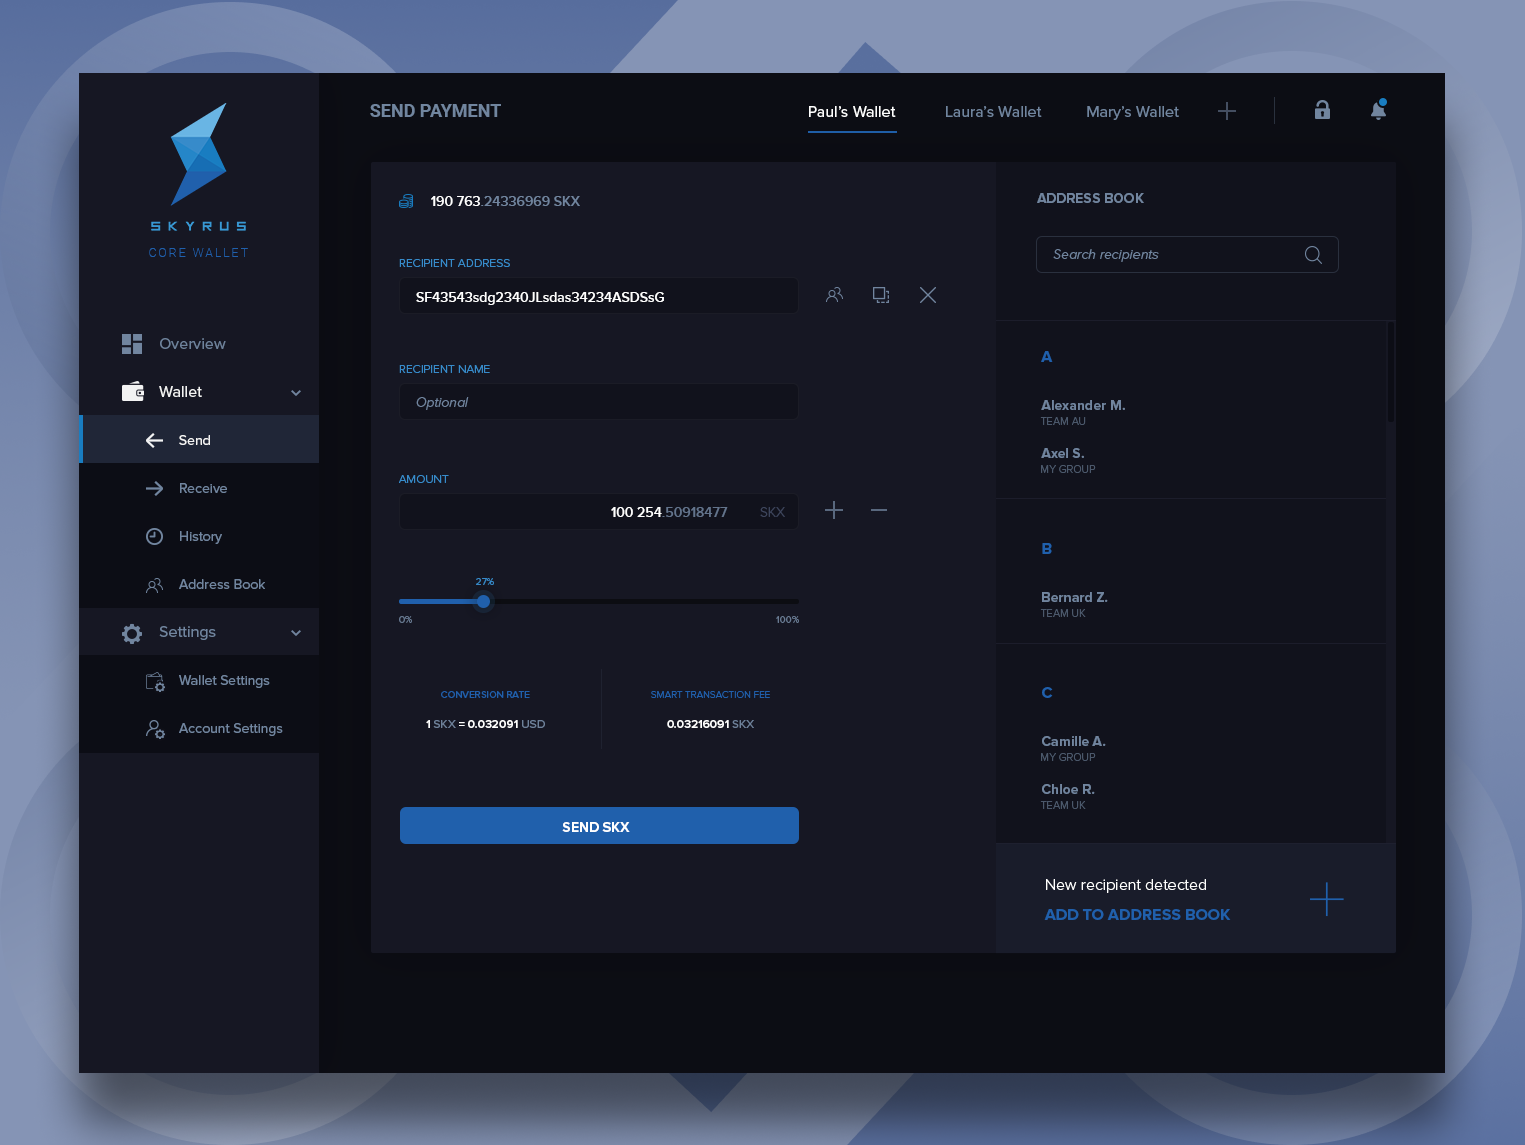 SKYRUS
CORE WALLET
Overview
Wallet
Send
Receive
History
Address Book
Settings
Wallet Settings
Account Settings
SEND PAYMENT
Paul’s Wallet
Laura’s Wallet
Mary’s Wallet
190 763.24336969 SKX
RECIPIENT ADDRESS
SF43543sdg2340JLsdas34234ASDSsG
RECIPIENT NAME
Optional
AMOUNT
100 254.50918477 SKX
27%
0% 100%
CONVERSION RATE
1 SKX = 0.032091 USD
SMART TRANSACTION FEE
0.03216091 SKX
SEND SKX
ADDRESS BOOK
Search recipients
A
Alexander M.
TEAM AU
Axel S.
MY GROUP
B
Bernard Z.
TEAM UK
C
Camille A.
MY GROUP
Chloe R.
TEAM UK
New recipient detected
ADD TO ADDRESS BOOK